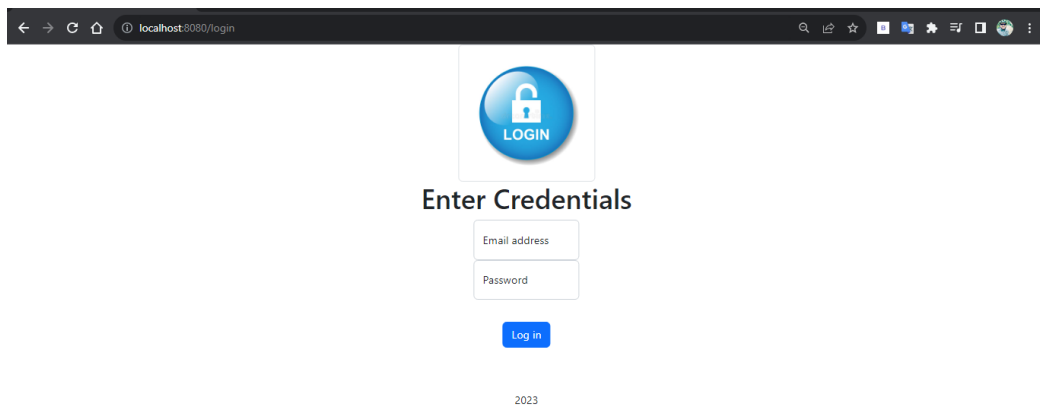 localhost:8080/login
LOGIN
Enter Credentials
Email address
Password
Log in
2023